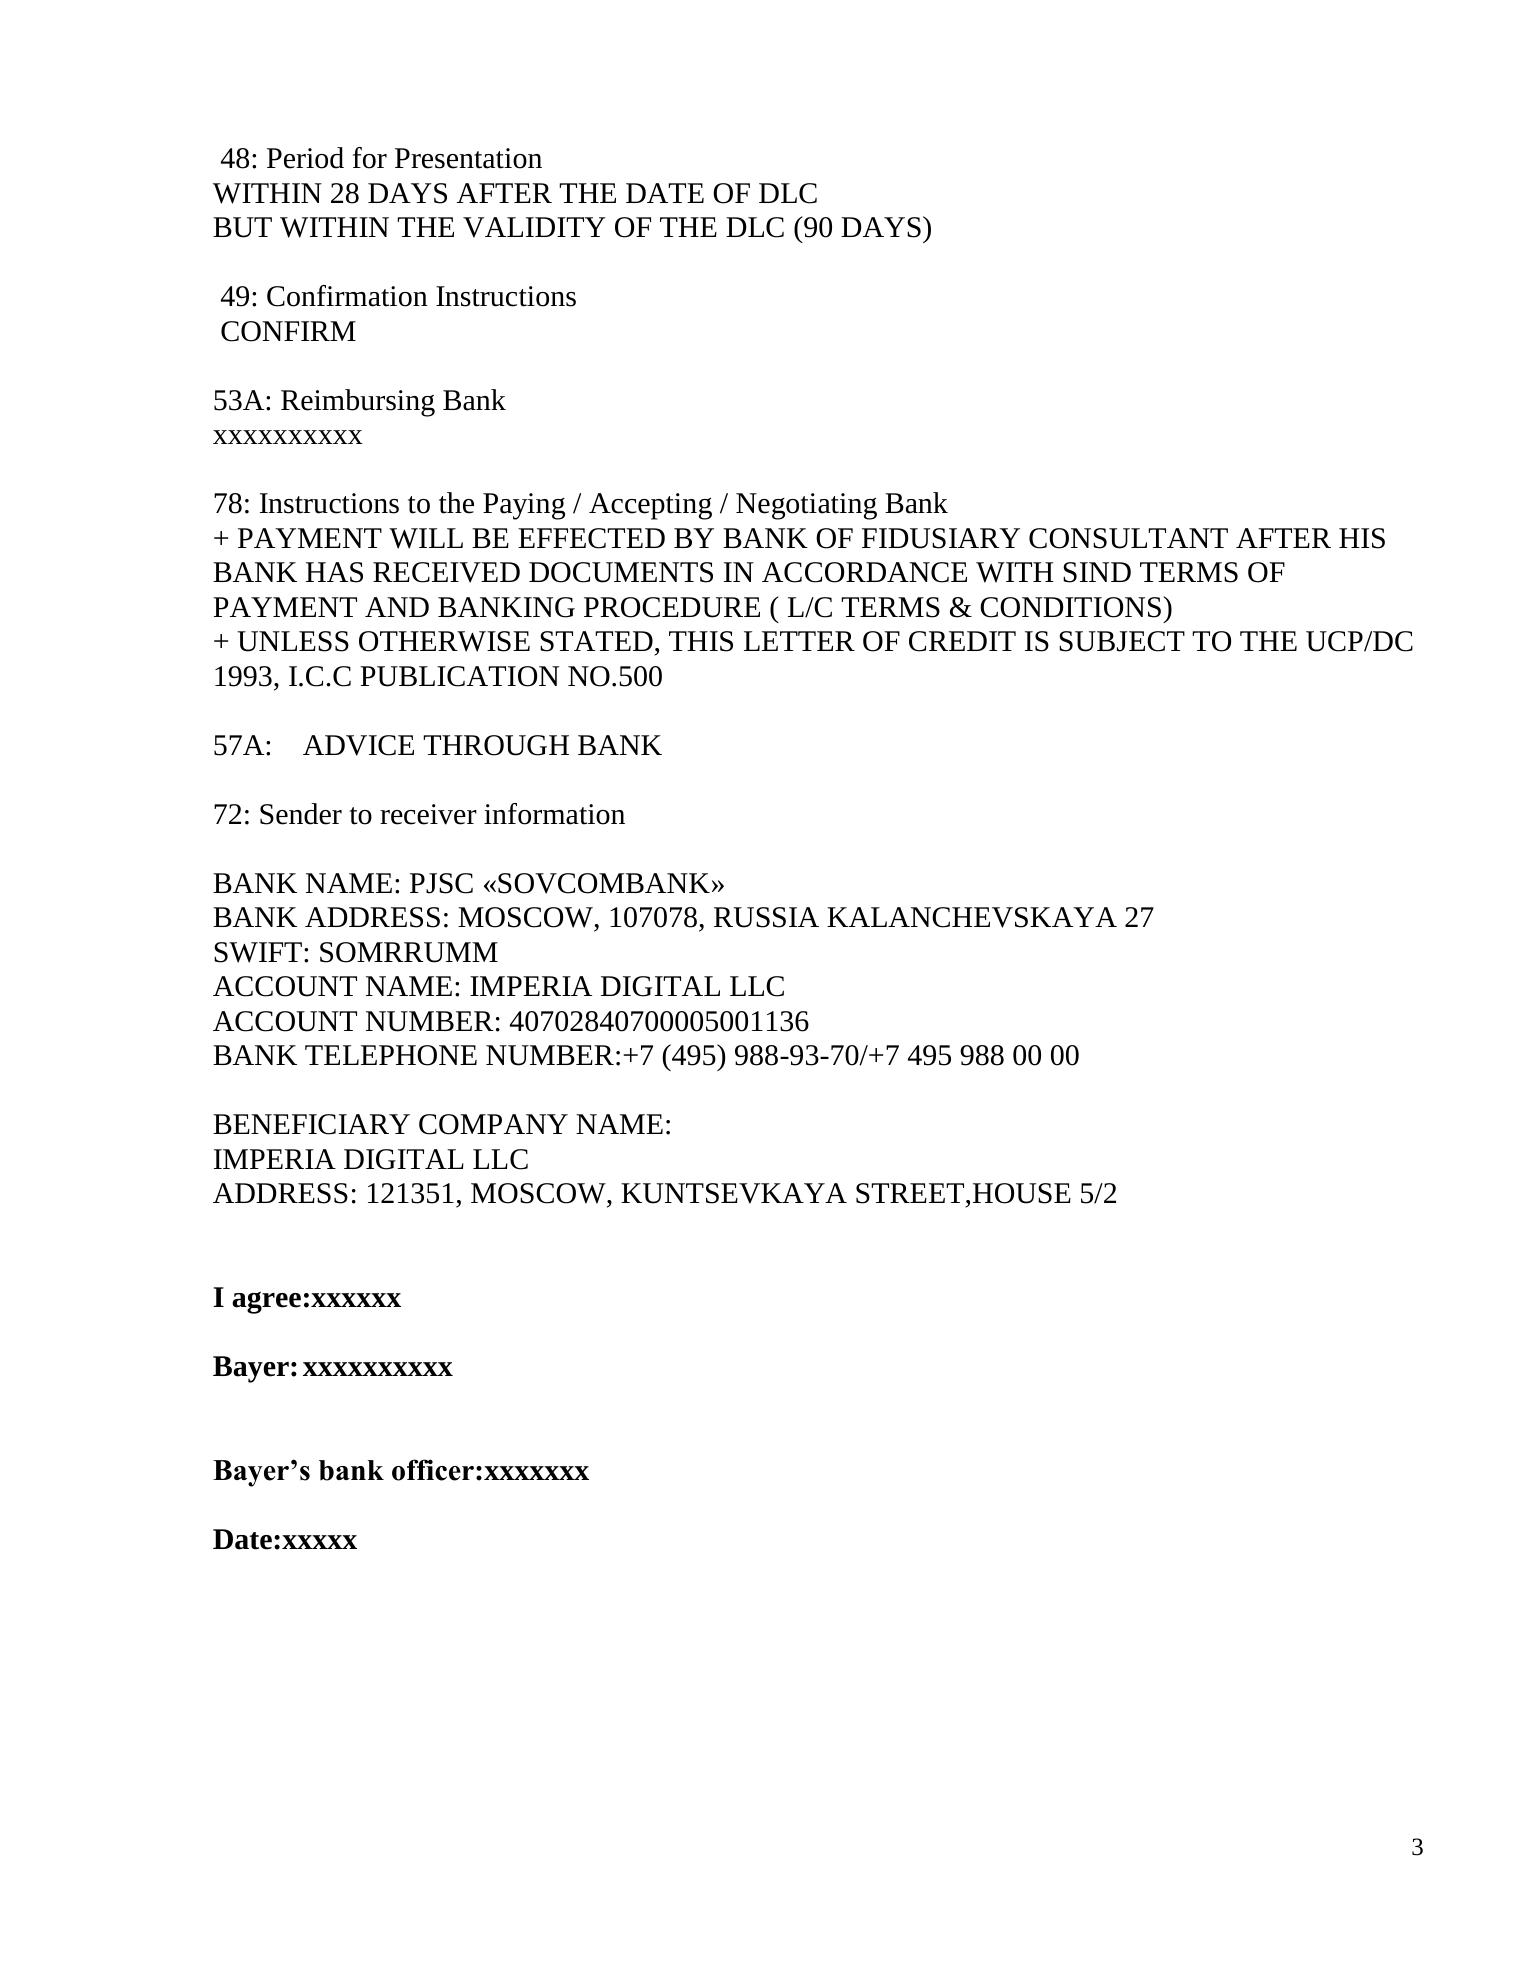 48: Period for Presentation
WITHIN 28 DAYS AFTER THE DATE OF DLC
BUT WITHIN THE VALIDITY OF THE DLC (90 DAYS)
49: Confirmation Instructions
CONFIRM
53A: Reimbursing Bank
xxxxxxxxxx
78: Instructions to the Paying / Accepting / Negotiating Bank
+ PAYMENT WILL BE EFFECTED BY BANK OF FIDUSIARY CONSULTANT AFTER HIS
BANK HAS RECEIVED DOCUMENTS IN ACCORDANCE WITH SIND TERMS OF
PAYMENT AND BANKING PROCEDURE ( L/C TERMS & CONDITIONS)
+ UNLESS OTHERWISE STATED, THIS LETTER OF CREDIT IS SUBJECT TO THE UCP/DC
1993, I.C.C PUBLICATION NO.500
57A: ADVICE THROUGH BANK
72: Sender to receiver information
BANK NAME: PJSC «SOVCOMBANK»
BANK ADDRESS: MOSCOW, 107078, RUSSIA KALANCHEVSKAYA 27
SWIFT: SOMRRUMM
ACCOUNT NAME: IMPERIA DIGITAL LLC
ACCOUNT NUMBER: 40702840700005001136
BANK TELEPHONE NUMBER:+7 (495) 988-93-70/+7 495 988 00 00
BENEFICIARY COMPANY NAME:
IMPERIA DIGITAL LLC
ADDRESS: 121351, MOSCOW, KUNTSEVKAYA STREET,HOUSE 5/2
I agree:xxxxxx
Bayer: xxxxxxxxxx
Bayer’s bank officer:xxxxxxx
Date:xxxxx
3